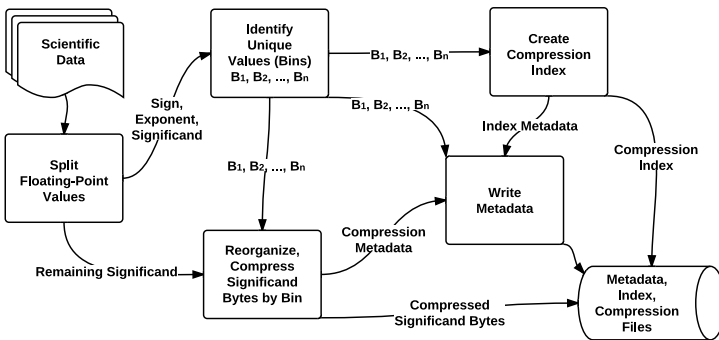 Scientific
Data
Identify
Unique
Values (Bins)
B1, B2, ..., Bn
B1, B2, ..., Bn
Create
Compression
Index
Sign,
Exponent,
Significand
B1, B2, ..., Bn
Index Metadata
Split
Floating-Point
Values
B1, B2, ..., Bn
Compression
Index
Write
Metadata
Remaining Significand
Reorganize,
Compress
Significand
Bytes by Bin
Compression
Metadata
Compressed
Significand Bytes
Metadata,
Index,
Compression
Files